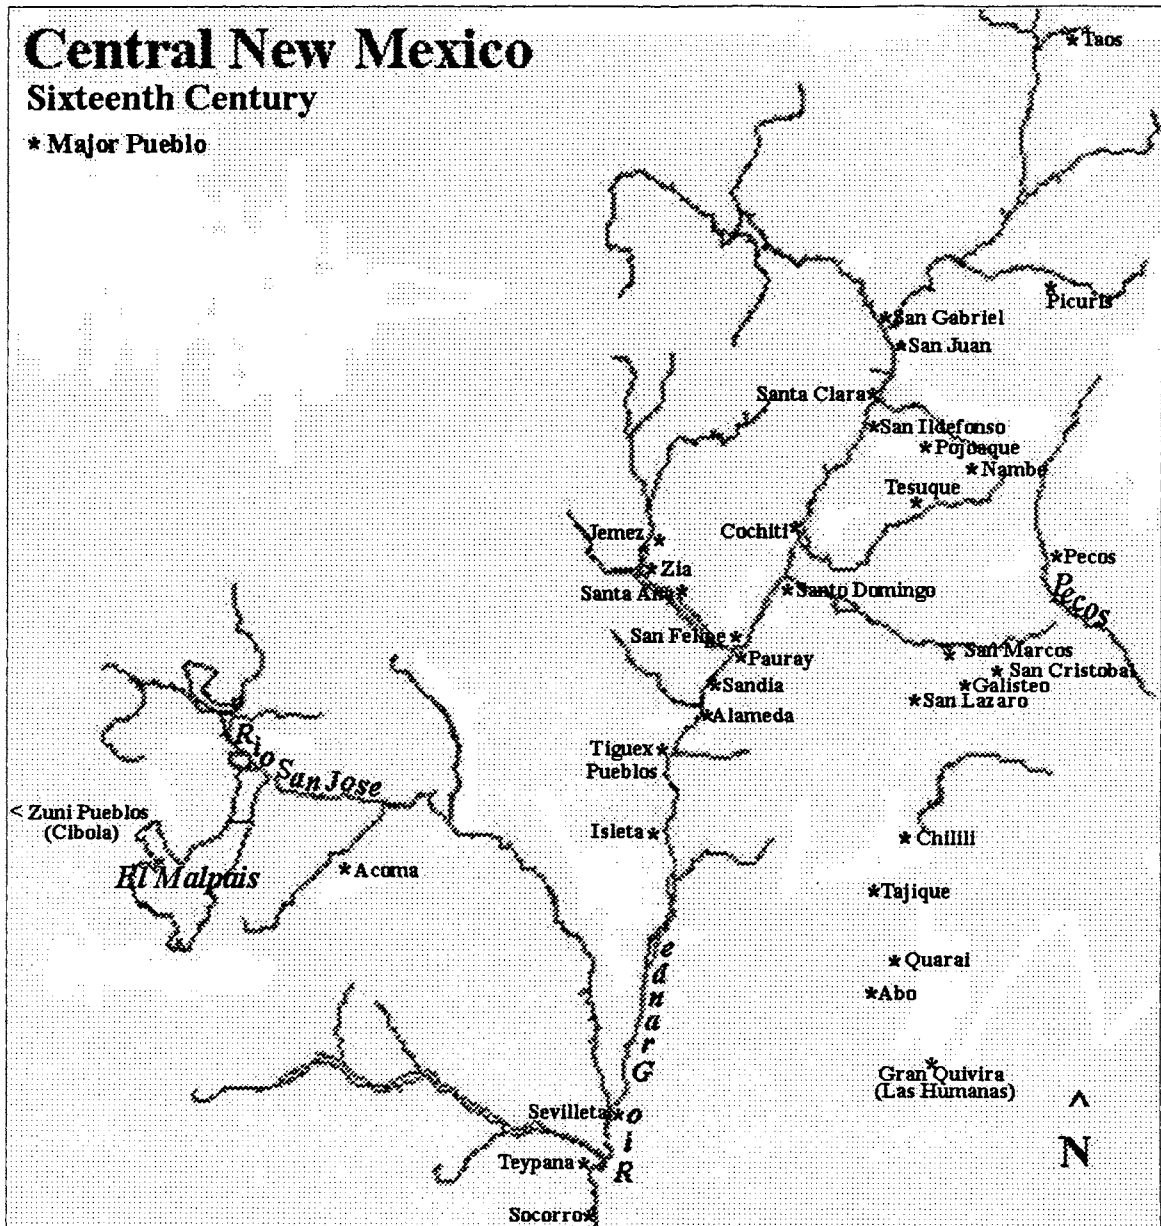 Central New Mexico
Sixteenth Century
* Major Pueblo
Taos
Picuris
San Gabriel
San Juan
Santa Clara
San Ildefonso
Pojoaque
Nambe
Tesuque
Jemez
Cochiti
Pecos
Zia
Pecos
Santa Ana
Santo Domingo
San Felipe
San Marcos
Pauray
San Cristobal
Sandia
Galisteo
San Lazaro
Alameda
Rio San Jose
Tiguex
Pueblos
< Zuni Pueblos
(Cibola)
Isleta
Chilili
El Malpais
Acoma
Tajique
Rio Grande
Quarai
Abo
Gran Quivira
(Las Humanas)
Sevilleta
^
N
Teypana
Socorro